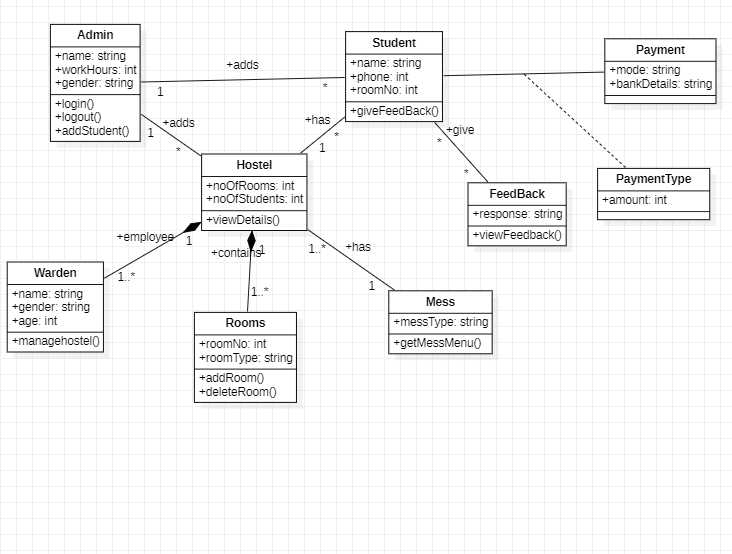 Admin
+name: string
+workHours: int
+gender: string
+login()
+logout()
+addStudent()
+adds
1
*
Student
+name: string
+phone: int
+roomNo: int
+giveFeedBack()
Payment
+mode: string
+bankDetails: string
PaymentType
+amount: int
+adds
1
*
+has
*
1
+give
*
*
Hostel
+noOfRooms: int
+noOfStudents: int
+viewDetails()
FeedBack
+response: string
+viewFeedback()
+employee
1
1..*
+contains
1
1..*
+has
1..*
1
Warden
+name: string
+gender: string
+age: int
+managehostel()
Rooms
+roomNo: int
+roomType: string
+addRoom()
+deleteRoom()
Mess
+messType: string
+getMessMenu()